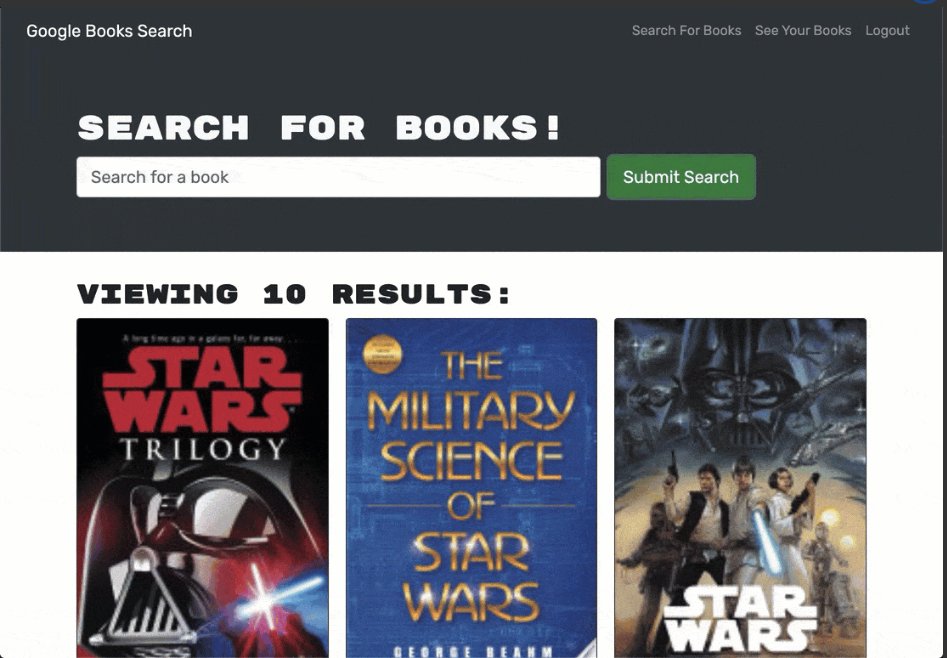 Google Books Search
Search For Books
See Your Books
Logout
SEARCH FOR BOOKS!
Search for a book
Submit Search
VIEWING 10 RESULTS:
A long time ago in a galaxy far, far away...
STAR
WARS
TRILOGY
THE
MILITARY
SCIENCE
OF
STAR
WARS
GEORGE BEAHM
STAR
WARS